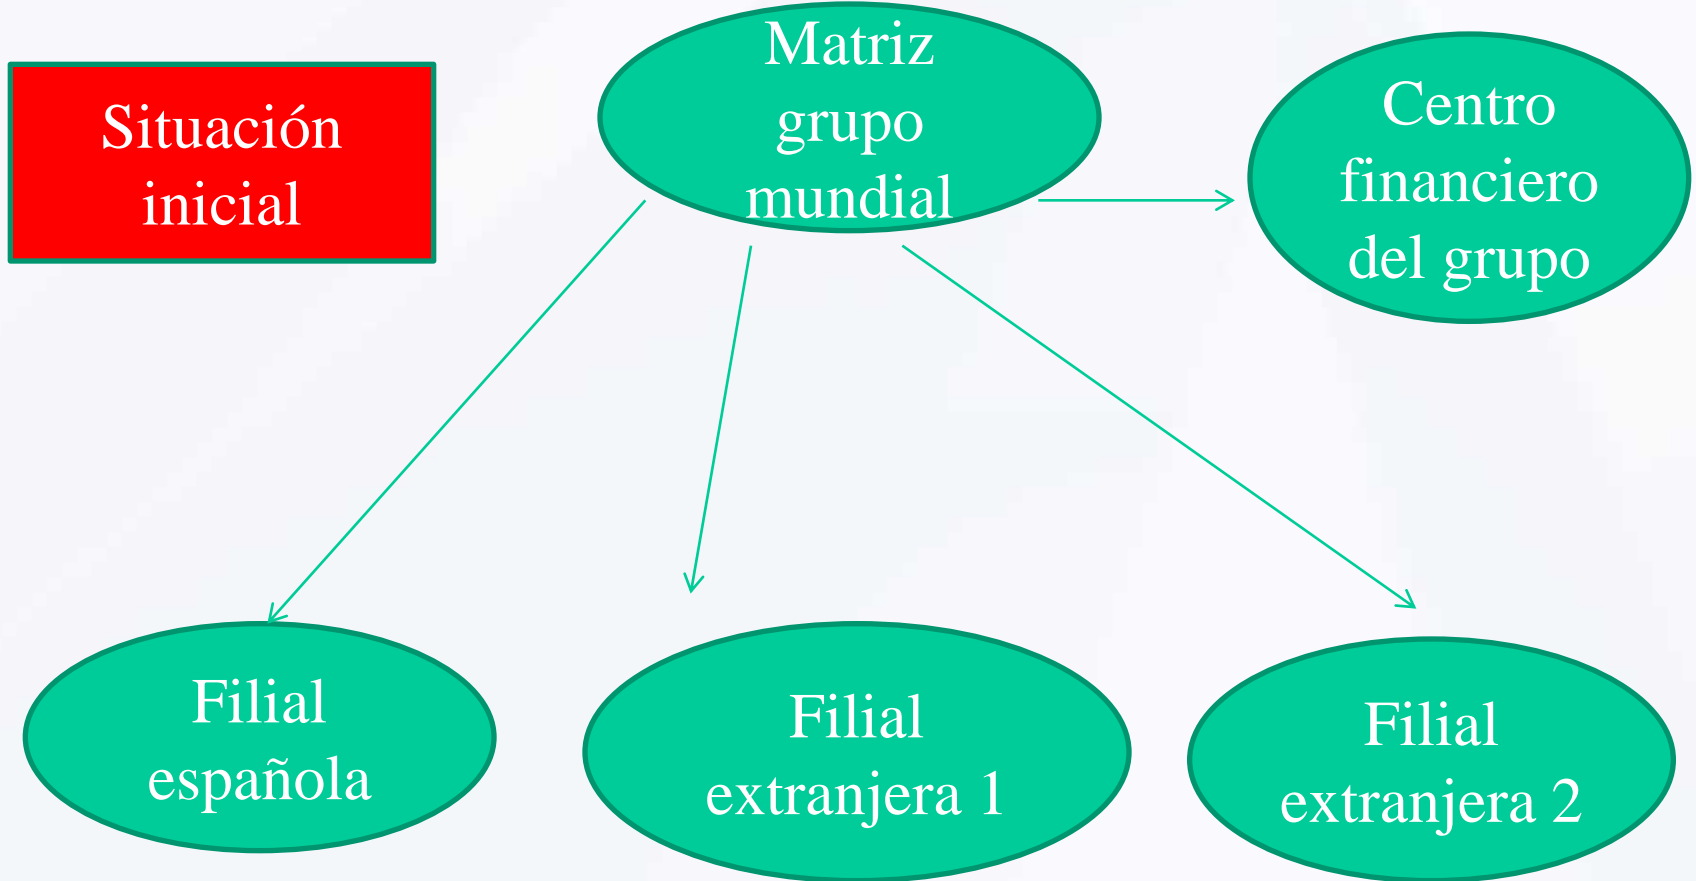 Situación
inicial
Matriz
grupo
mundial
Centro
financiero
del grupo
Filial
española
Filial
extranjera 1
Filial
extranjera 2